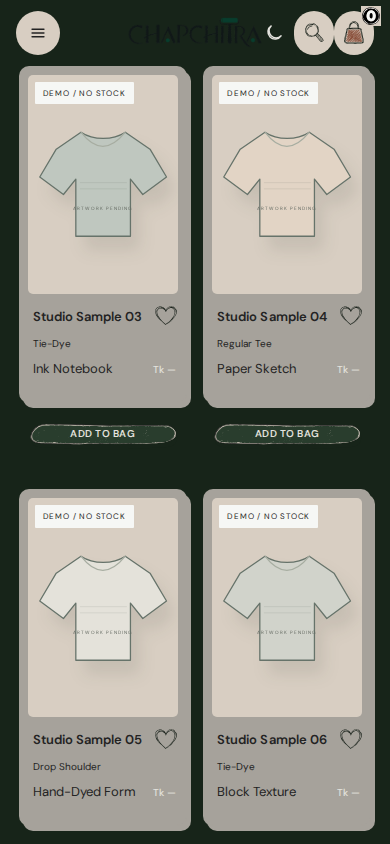 CHAPCHITRA
0
DEMO / NO STOCK
DEMO / NO STOCK
ARTWORK PENDING
ARTWORK PENDING
Studio Sample 03
Studio Sample 04
Tie-Dye
Regular Tee
Ink Notebook
Tk —
Paper Sketch
Tk —
ADD TO BAG
ADD TO BAG
DEMO / NO STOCK
DEMO / NO STOCK
ARTWORK PENDING
ARTWORK PENDING
Studio Sample 05
Studio Sample 06
Drop Shoulder
Tie-Dye
Hand-Dyed Form
Tk —
Block Texture
Tk —